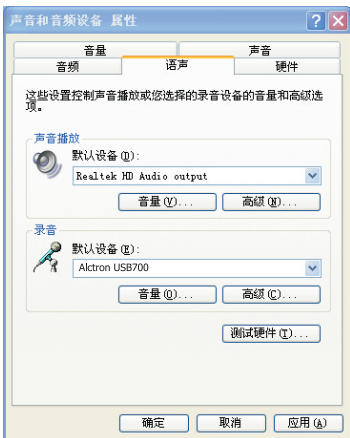 声音和音频设备 属性
音量
声音
音频
语声
硬件
这些设置控制声音播放或您选择的录音设备的音量和高级选
项。
声音播放
默认设备(D):
Realtek HD Audio output
音量(V)...
高级(N)...
录音
默认设备(E):
Alctron USB700
音量(O)...
高级(C)...
测试硬件(T)...
确定
取消
应用(A)